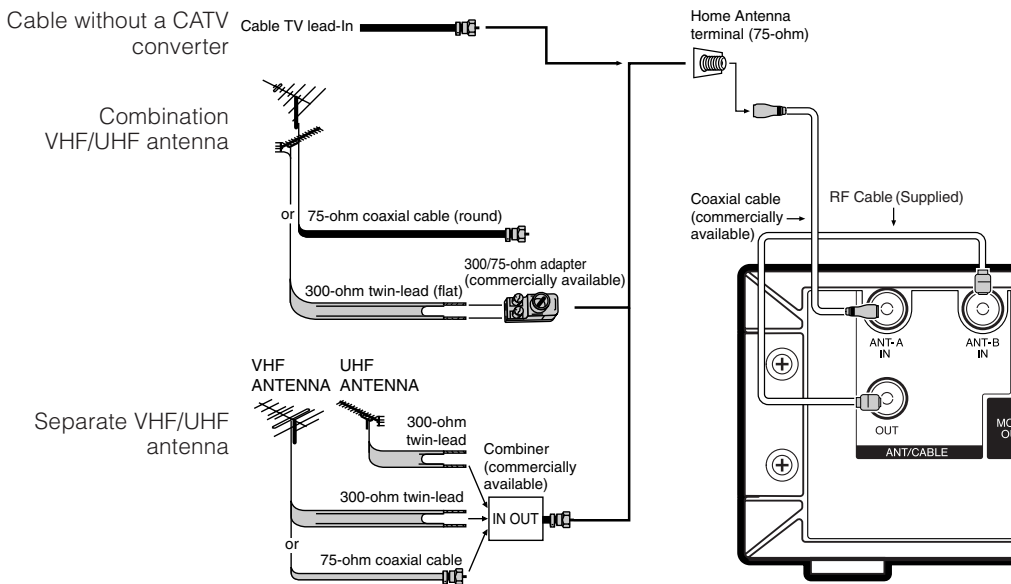 Cable without a CATV
converter
Cable TV lead-In
Home Antenna
terminal (75-ohm)
Combination
VHF/UHF antenna
or
75-ohm coaxial cable (round)
300-ohm twin-lead (flat)
300/75-ohm adapter
(commercially available)
Coaxial cable
(commercially
available)
RF Cable (Supplied)
ANT-A
IN
ANT-B
IN
OUT
ANT/CABLE
Separate VHF/UHF
antenna
VHF
ANTENNA
UHF
ANTENNA
300-ohm
twin-lead
300-ohm twin-lead
or
75-ohm coaxial cable
Combiner
(commercially
available)
IN OUT